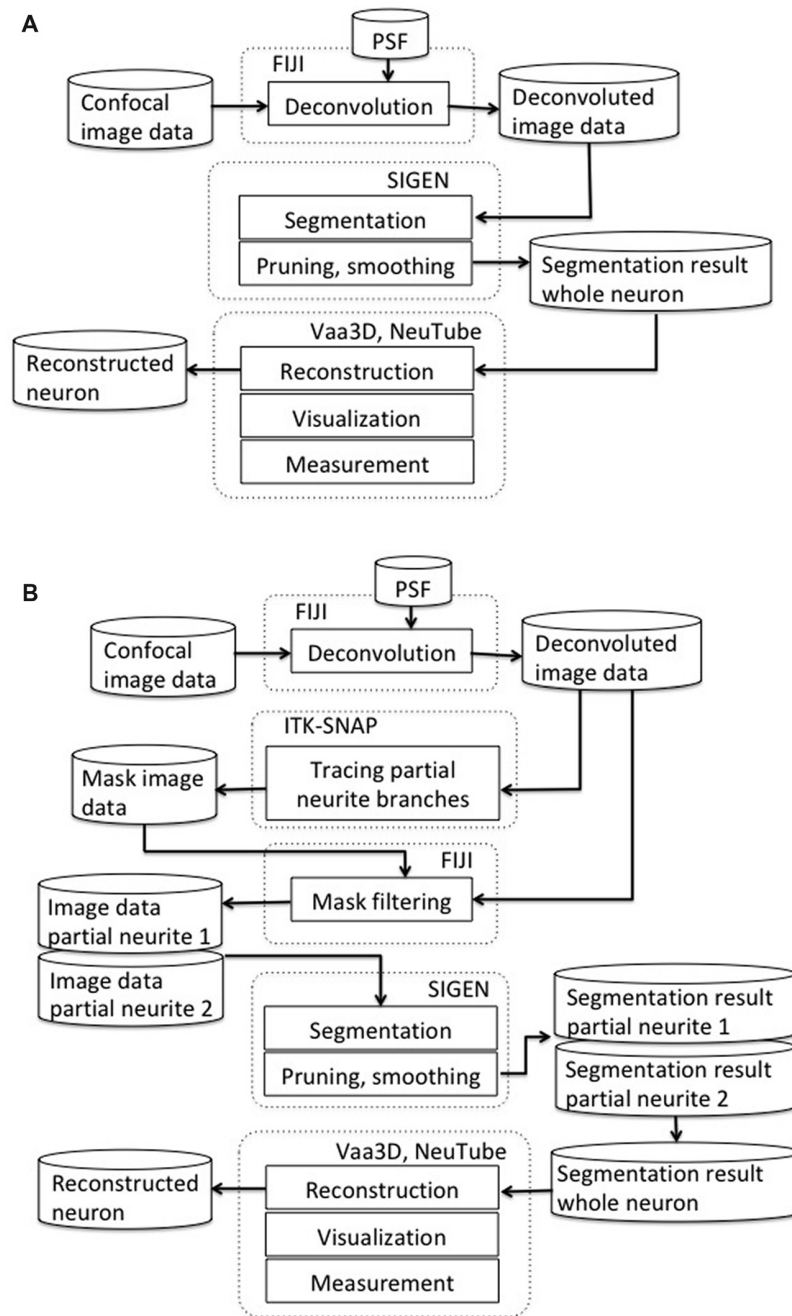 A
PSF
FIJI
Confocal
image data
Deconvolution
Deconvoluted
image data
SIGEN
Segmentation
Pruning, smoothing
Segmentation result
whole neuron
Vaa3D, NeuTube
Reconstructed
neuron
Reconstruction
Visualization
Measurement
B
PSF
FIJI
Confocal
image data
Deconvolution
Deconvoluted
image data
ITK-SNAP
Mask image
data
Tracing partial
neurite branches
FIJI
Mask filtering
Image data
partial neurite 1
Image data
partial neurite 2
SIGEN
Segmentation
Pruning, smoothing
Segmentation result
partial neurite 1
Segmentation result
partial neurite 2
Vaa3D, NeuTube
Reconstructed
neuron
Reconstruction
Segmentation result
whole neuron
Visualization
Measurement